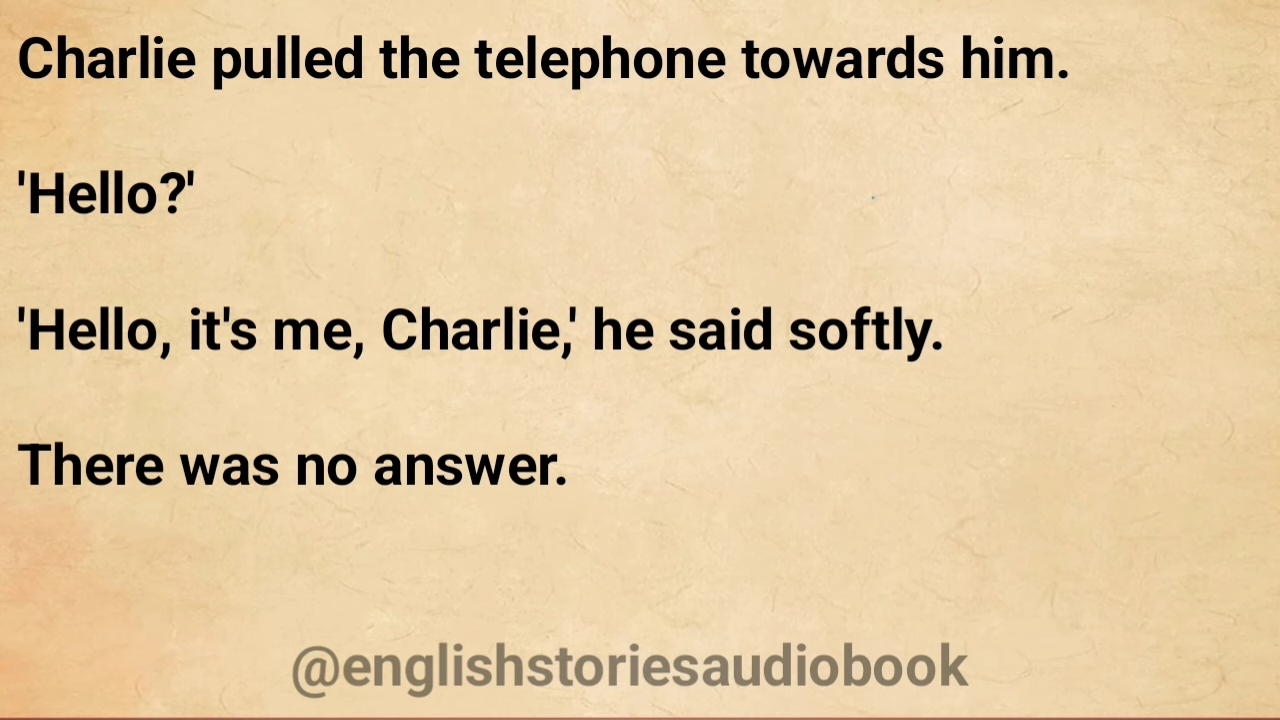 Charlie pulled the telephone towards him.
'Hello?'
'Hello, it's me, Charlie,' he said softly.
There was no answer.
@englishstoriesaudiobook